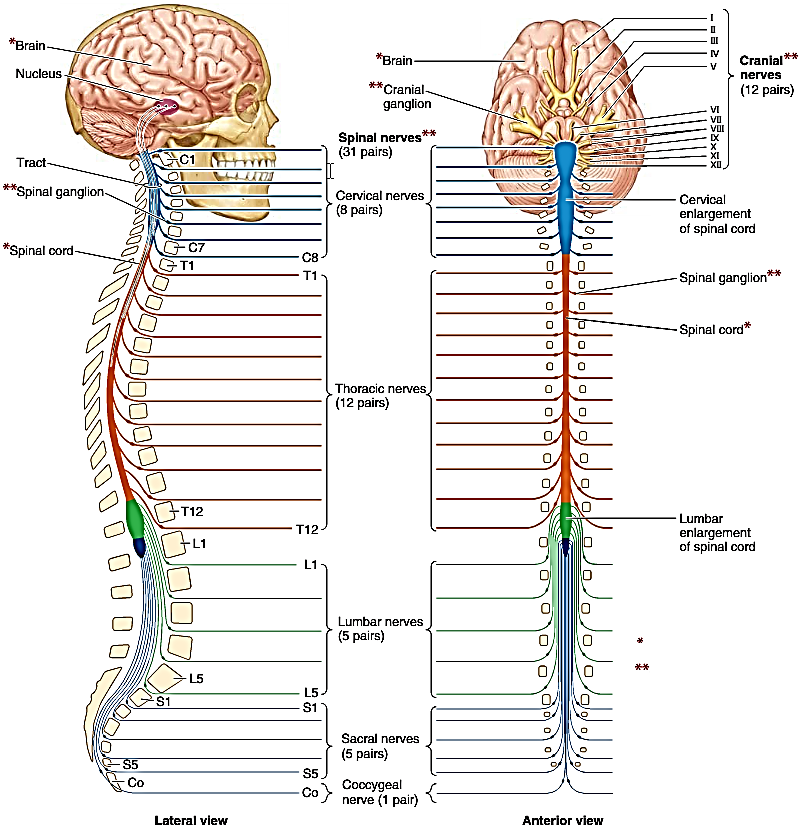 *Brain
Nucleus
Tract
**Spinal ganglion
*Spinal cord
C1
C7
T1
T12
L1
L5
S1
S5
Co
C8
T1
T12
L1
L5
S1
S5
Co
Spinal nerves**
(31 pairs)
Cervical nerves
(8 pairs)
Thoracic nerves
(12 pairs)
Lumbar nerves
(5 pairs)
Sacral nerves
(5 pairs)
Coccygeal
nerve (1 pair)
Lateral view
*Brain
**Cranial
ganglion
I
II
III
IV
V
VI
VII
VIII
IX
X
XI
XII
Cranial**
nerves
(12 pairs)
Cervical
enlargement
of spinal cord
Spinal ganglion**
Spinal cord*
Lumbar
enlargement
of spinal cord
*
**
Anterior view